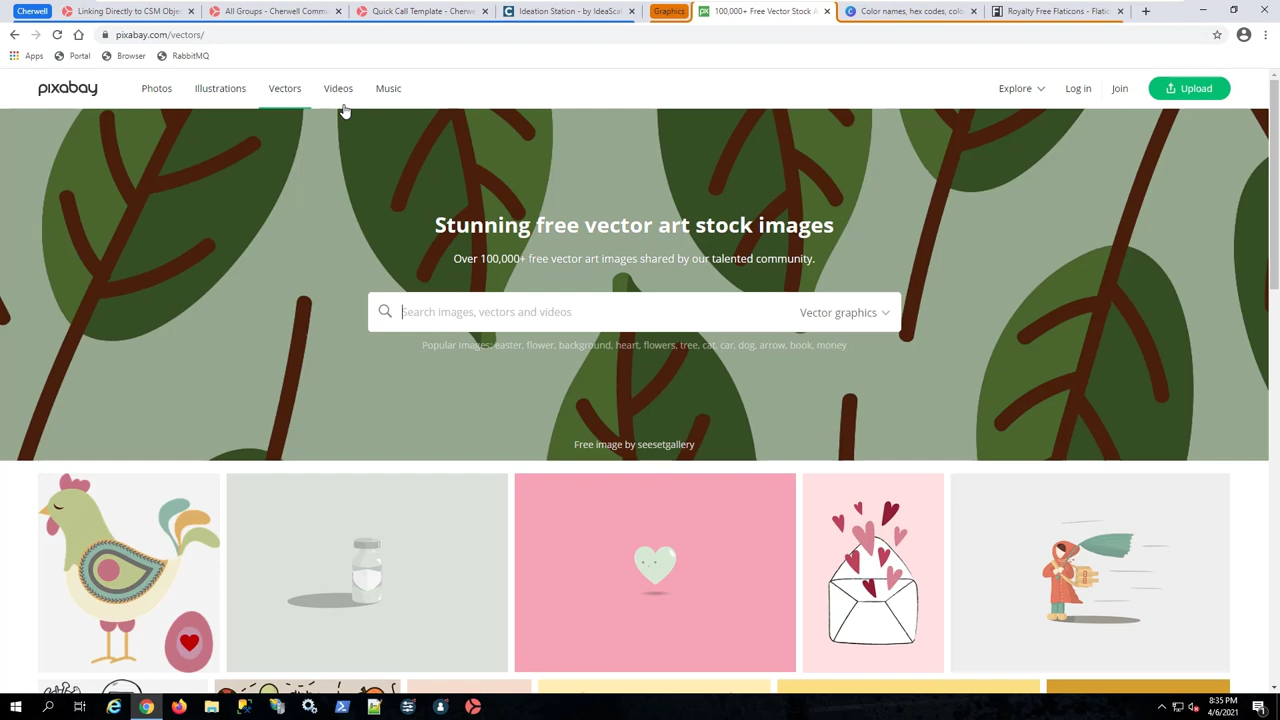 Cherwell
Linking Directly to CSM Obje
All Groups - Cherwell Commu
Quick Call Template - Cherwe
Ideation Station - by IdeaScal
Graphics
100,000+ Free Vector Stock A
Color names, hex codes, colo
Royalty Free Flaticons - Flatic
pixabay.com/vectors/
Apps
Portal
Browser
RabbitMQ
pixabay
Photos
Illustrations
Vectors
Videos
Music
Explore
Log in
Join
Upload
Stunning free vector art stock images
Over 100,000+ free vector art images shared by our talented community.
Search images, vectors and videos
Vector graphics
Popular Images: easter, flower, background, heart, flowers, tree, cat, car, dog, arrow, book, money
Free image by seesetgallery
8:35 PM
4/6/2021